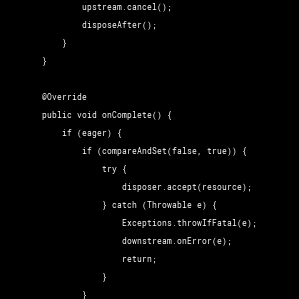 upstream.cancel();
disposeAfter();
}
}
@Override
public void onComplete() {
if (eager) {
if (compareAndSet(false, true)) {
try {
disposer.accept(resource);
} catch (Throwable e) {
Exceptions.throwIfFatal(e);
downstream.onError(e);
return;
}
}